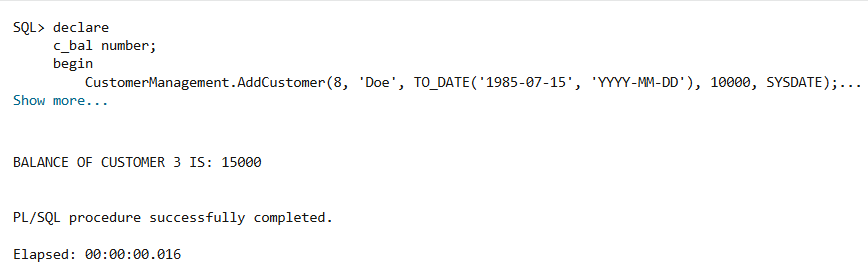 SQL> declare
     c_bal number;
     begin
         CustomerManagement.AddCustomer(8, 'Doe', TO_DATE('1985-07-15', 'YYYY-MM-DD'), 10000, SYSDATE);...
Show more...
BALANCE OF CUSTOMER 3 IS: 15000
PL/SQL procedure successfully completed.
Elapsed: 00:00:00.016